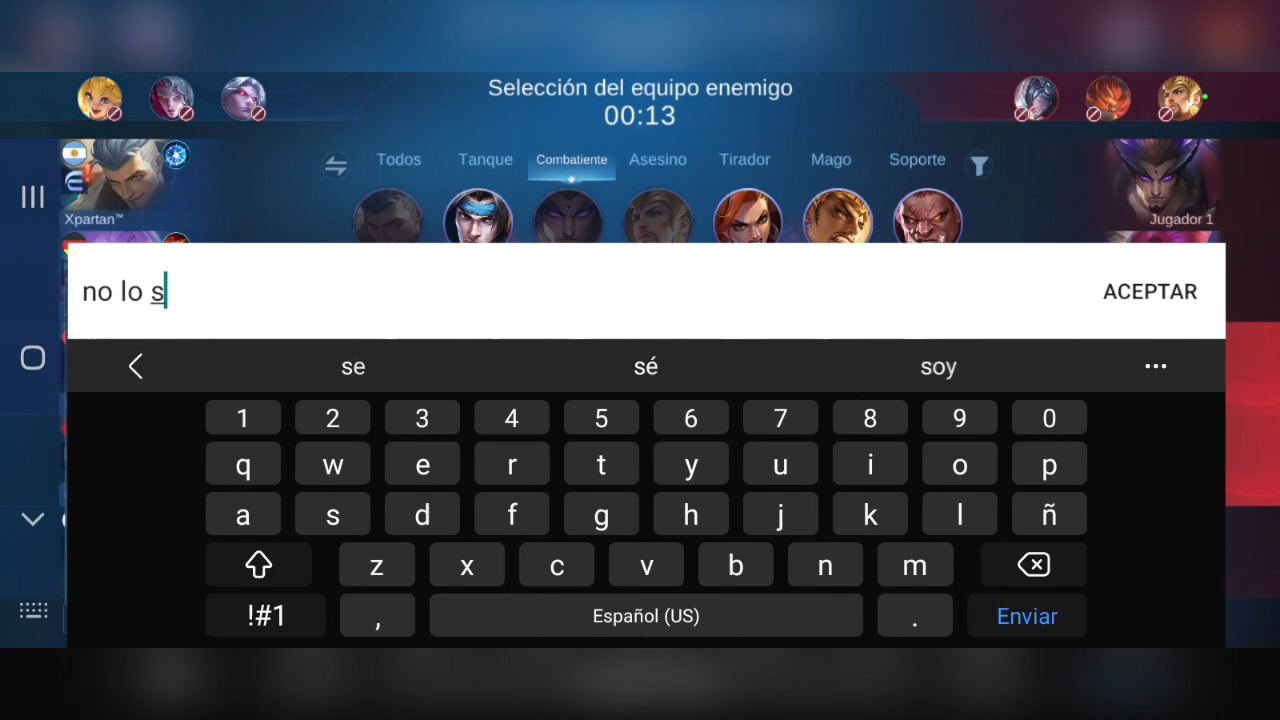 Selección del equipo enemigo
00:13
Todos Tanque Combatiente Asesino Tirador Mago Soporte
Xpartan™
Jugador 1
no lo s
ACEPTAR
se sé soy
1 2 3 4 5 6 7 8 9 0
q w e r t y u i o p
a s d f g h j k l ñ
z x c v b n m
!#1 , Español (US) . Enviar